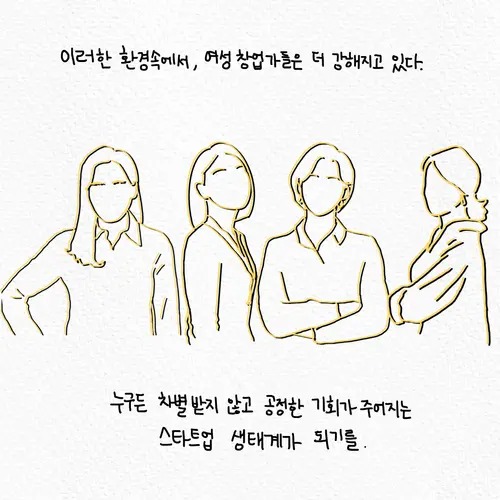 이러한 환경속에서, 여성 창업가들은 더 강해지고 있다.
누구든 차별받지 않고 공정한 기회가 주어지는
스타트업 생태계가 되기를.